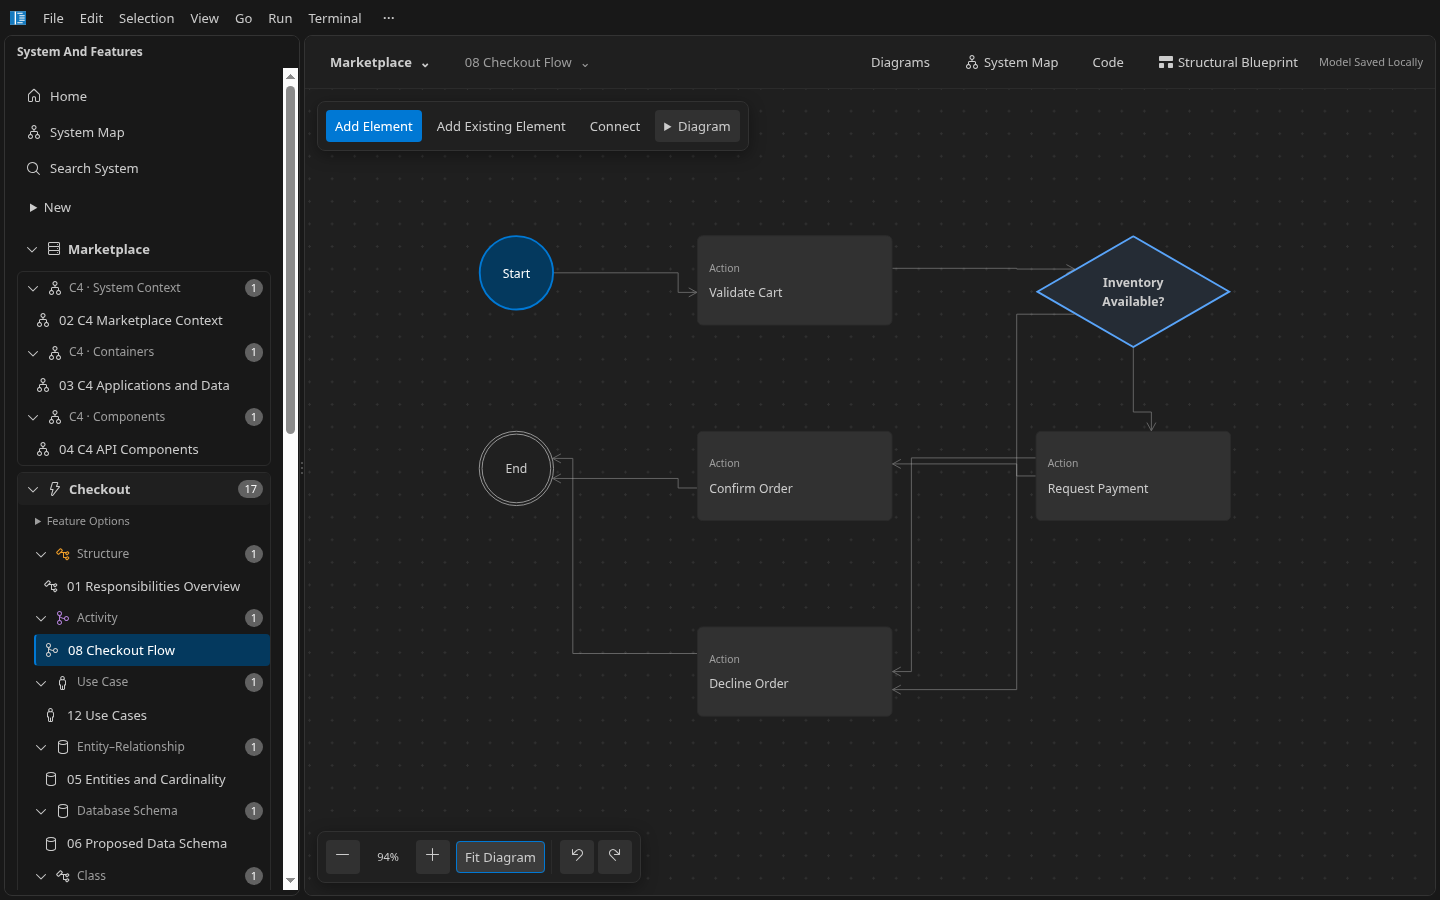 File Edit Selection View Go Run Terminal ···
System And Features
Home
System Map
Search System
New
Marketplace
C4 · System Context 1
02 C4 Marketplace Context
C4 · Containers 1
03 C4 Applications and Data
C4 · Components 1
04 C4 API Components
Checkout 17
Feature Options
Structure 1
01 Responsibilities Overview
Activity 1
08 Checkout Flow
Use Case 1
12 Use Cases
Entity–Relationship 1
05 Entities and Cardinality
Database Schema 1
06 Proposed Data Schema
Class 1
Marketplace 08 Checkout Flow Diagrams System Map Code Structural Blueprint Model Saved Locally
Add Element Add Existing Element Connect Diagram
Start
Action
Validate Cart
Inventory
Available?
End
Action
Confirm Order
Action
Request Payment
Action
Decline Order
94% Fit Diagram